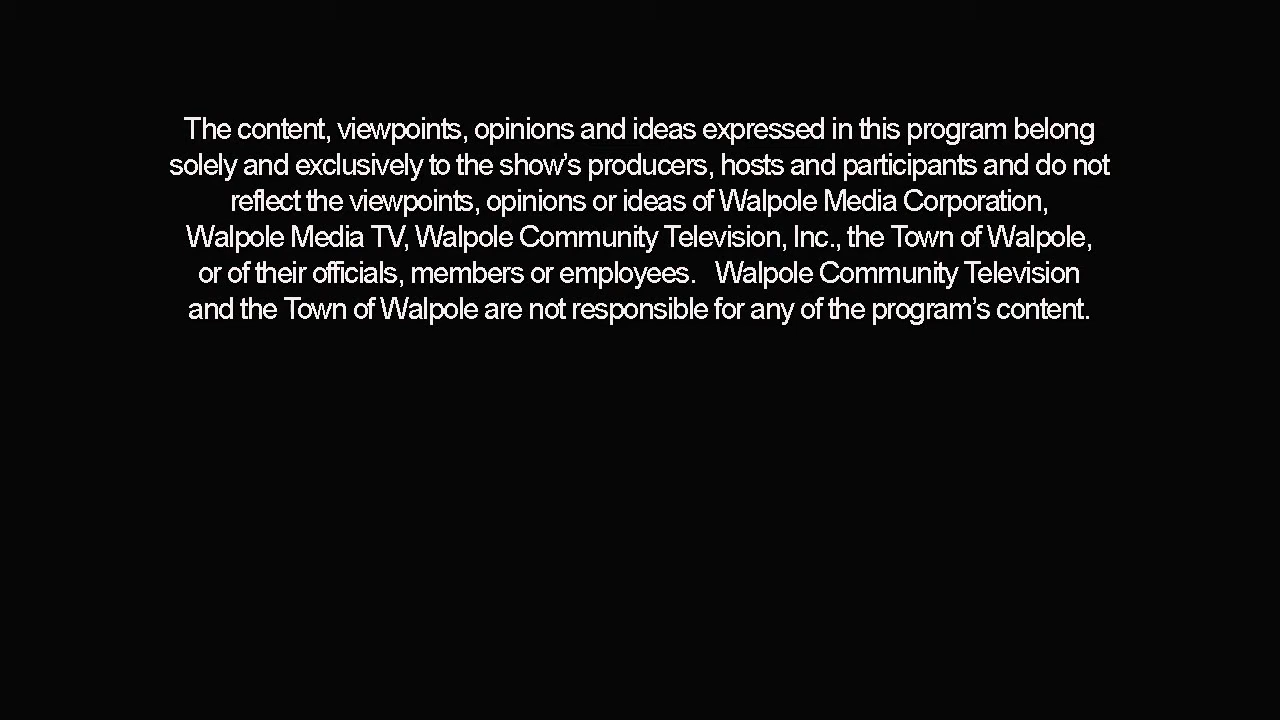 The content, viewpoints, opinions and ideas expressed in this program belong
solely and exclusively to the show’s producers, hosts and participants and do not
reflect the viewpoints, opinions or ideas of Walpole Media Corporation,
Walpole Media TV, Walpole Community Television, Inc., the Town of Walpole,
or of their officials, members or employees.   Walpole Community Television
and the Town of Walpole are not responsible for any of the program’s content.